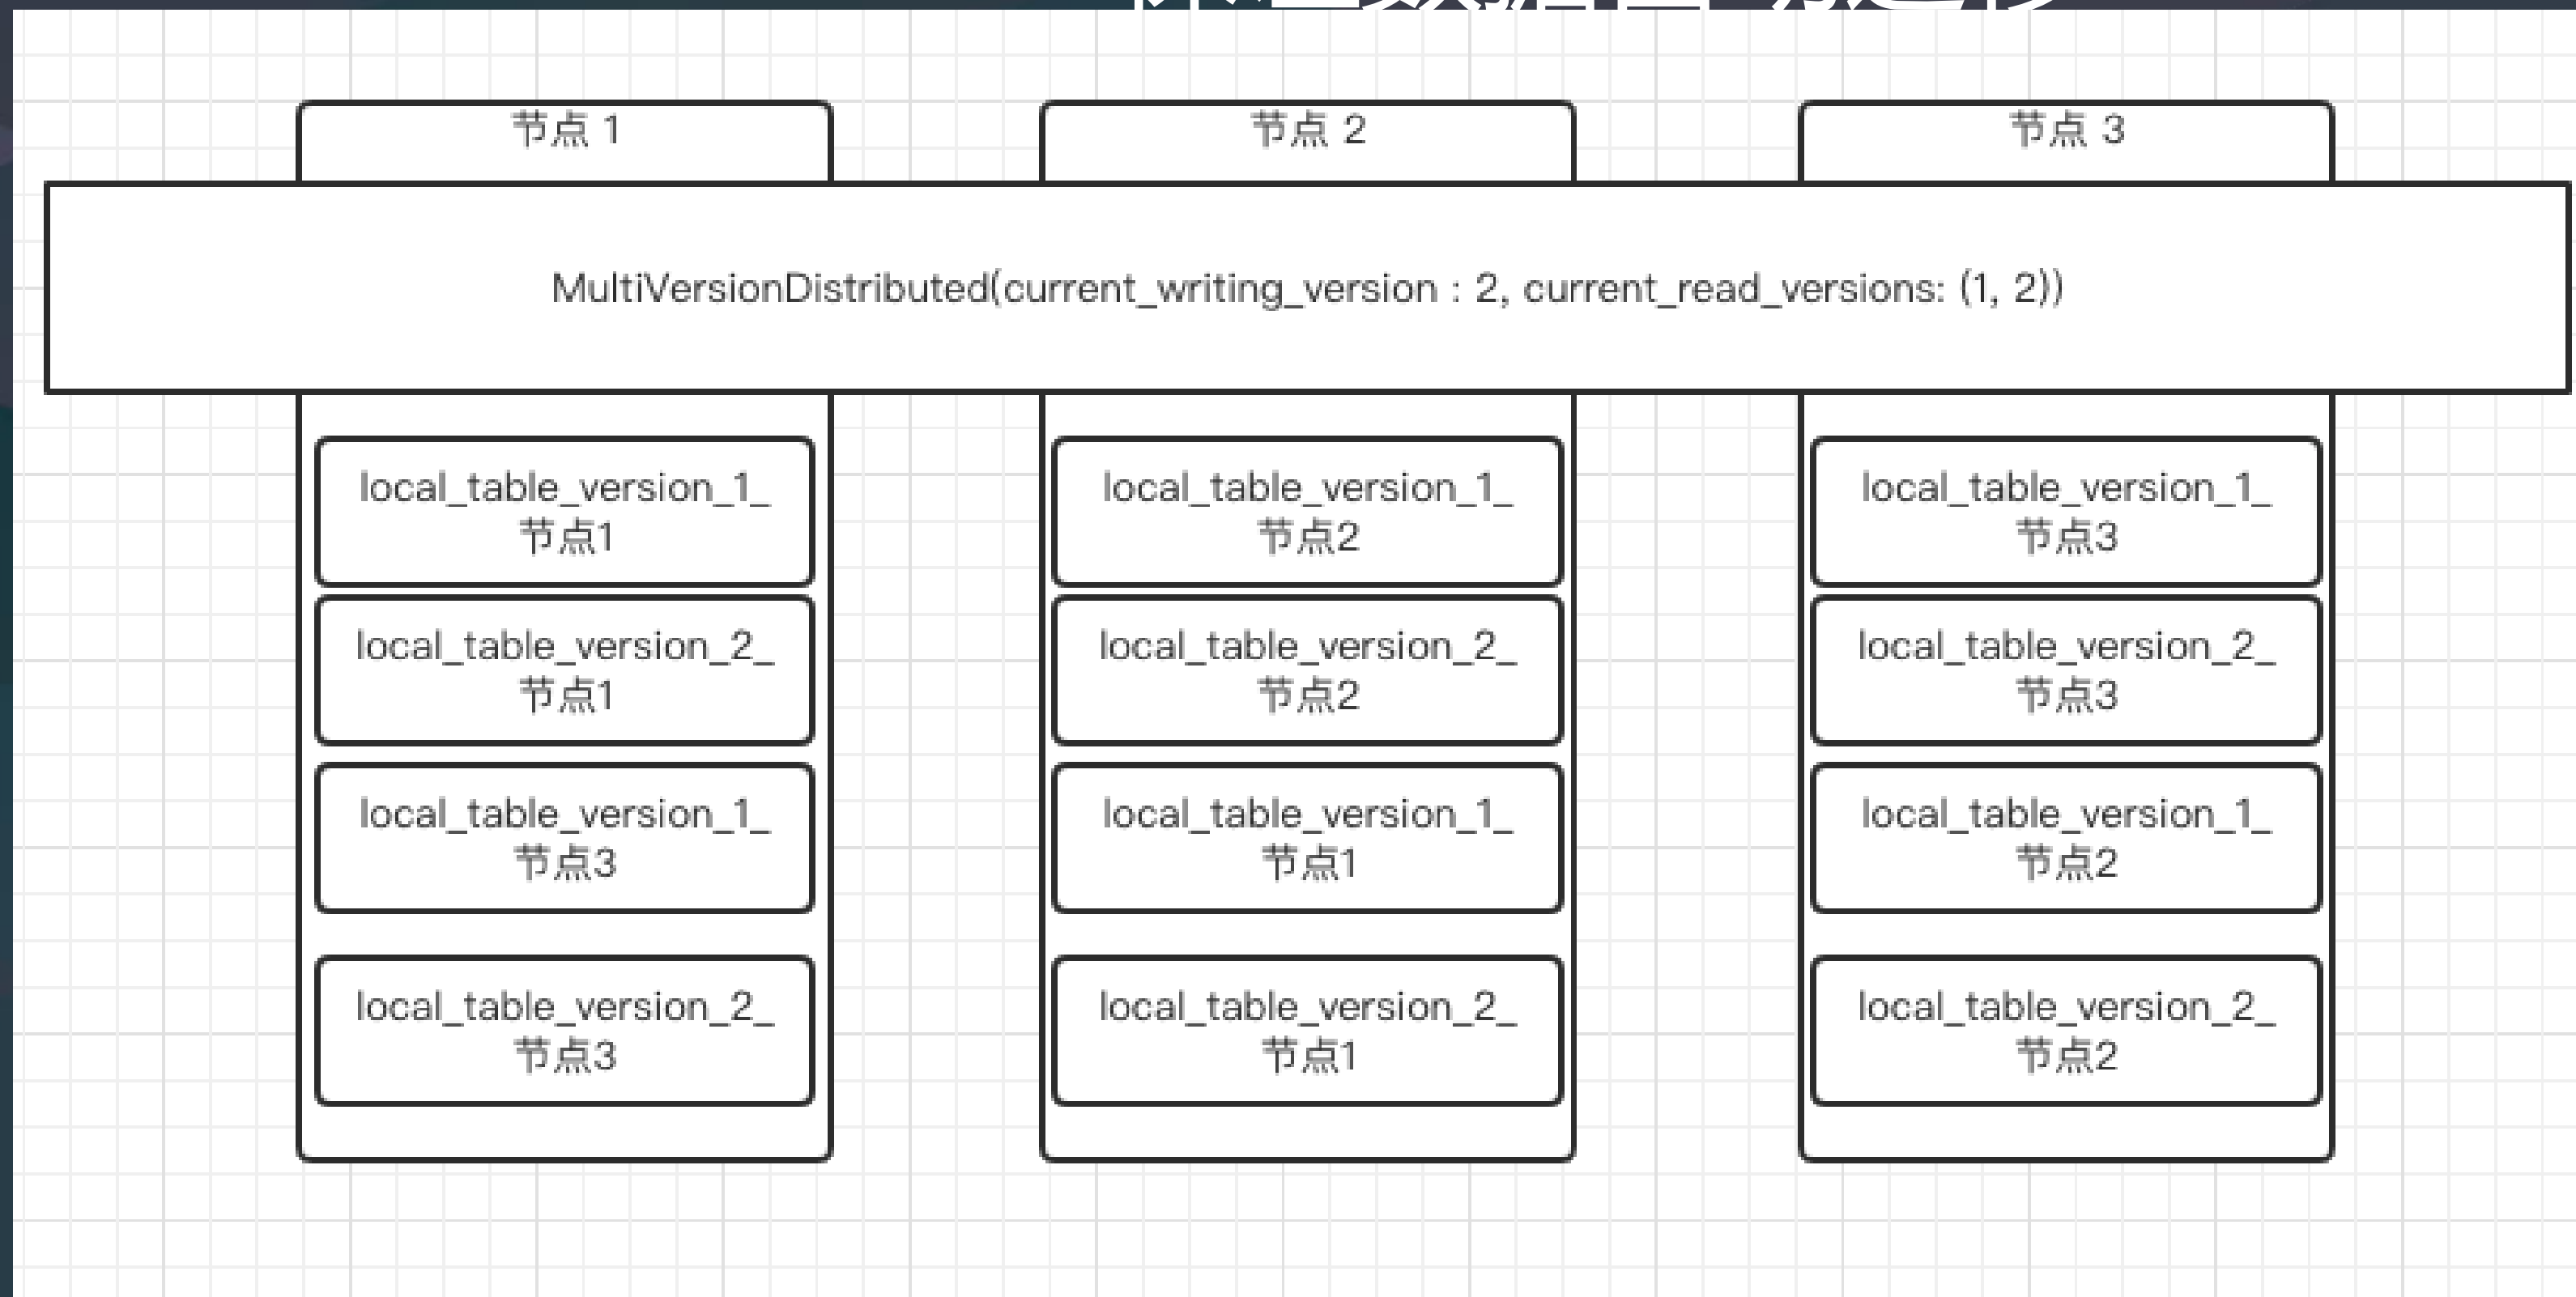 节点 1
节点 2
节点 3
MultiVersionDistributed(current_writing_version : 2, current_read_versions: (1, 2))
local_table_version_1_
节点1
local_table_version_2_
节点1
local_table_version_1_
节点3
local_table_version_2_
节点3
local_table_version_1_
节点2
local_table_version_2_
节点2
local_table_version_1_
节点1
local_table_version_2_
节点1
local_table_version_1_
节点3
local_table_version_2_
节点3
local_table_version_1_
节点2
local_table_version_2_
节点2